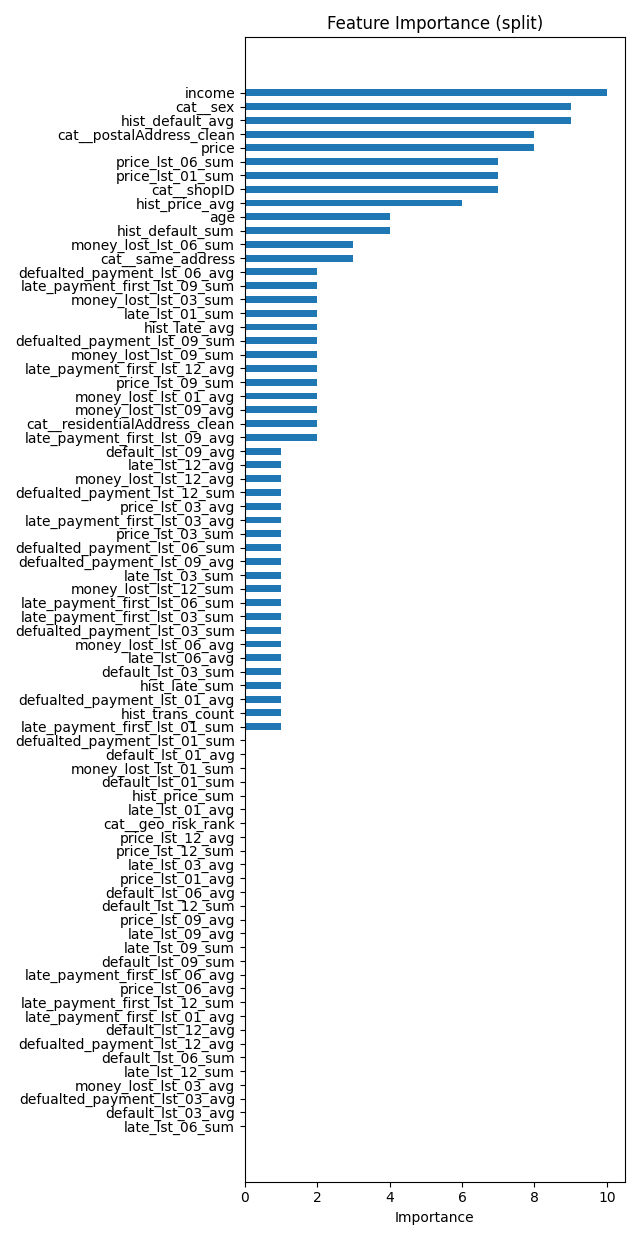 Feature Importance (split)
income
cat__sex
hist_default_avg
cat__postalAddress_clean
price
price_lst_06_sum
price_lst_01_sum
cat__shopID
hist_price_avg
age
hist_default_sum
money_lost_lst_06_sum
cat__same_address
defualted_payment_lst_06_avg
late_payment_first_lst_09_sum
money_lost_lst_03_sum
late_lst_01_sum
hist_late_avg
defualted_payment_lst_09_sum
money_lost_lst_09_sum
late_payment_first_lst_12_avg
price_lst_09_sum
money_lost_lst_01_avg
money_lost_lst_09_avg
cat__residentialAddress_clean
late_payment_first_lst_09_avg
default_lst_09_avg
late_lst_12_avg
money_lost_lst_12_avg
defualted_payment_lst_12_sum
price_lst_03_avg
late_payment_first_lst_03_avg
price_lst_03_sum
defualted_payment_lst_06_sum
defualted_payment_lst_09_avg
late_lst_03_sum
money_lost_lst_12_sum
late_payment_first_lst_06_sum
late_payment_first_lst_03_sum
defualted_payment_lst_03_sum
money_lost_lst_06_avg
late_lst_06_avg
default_lst_03_sum
hist_late_sum
defualted_payment_lst_01_avg
hist_trans_count
late_payment_first_lst_01_sum
defualted_payment_lst_01_sum
default_lst_01_avg
money_lost_lst_01_sum
default_lst_01_sum
hist_price_sum
late_lst_01_avg
cat__geo_risk_rank
price_lst_12_avg
price_lst_12_sum
late_lst_03_avg
price_lst_01_avg
default_lst_06_avg
default_lst_12_sum
price_lst_09_avg
late_lst_09_avg
late_lst_09_sum
default_lst_09_sum
late_payment_first_lst_06_avg
price_lst_06_avg
late_payment_first_lst_12_sum
late_payment_first_lst_01_avg
default_lst_12_avg
defualted_payment_lst_12_avg
default_lst_06_sum
late_lst_12_sum
money_lost_lst_03_avg
defualted_payment_lst_03_avg
default_lst_03_avg
late_lst_06_sum
0 2 4 6 8 10
Importance